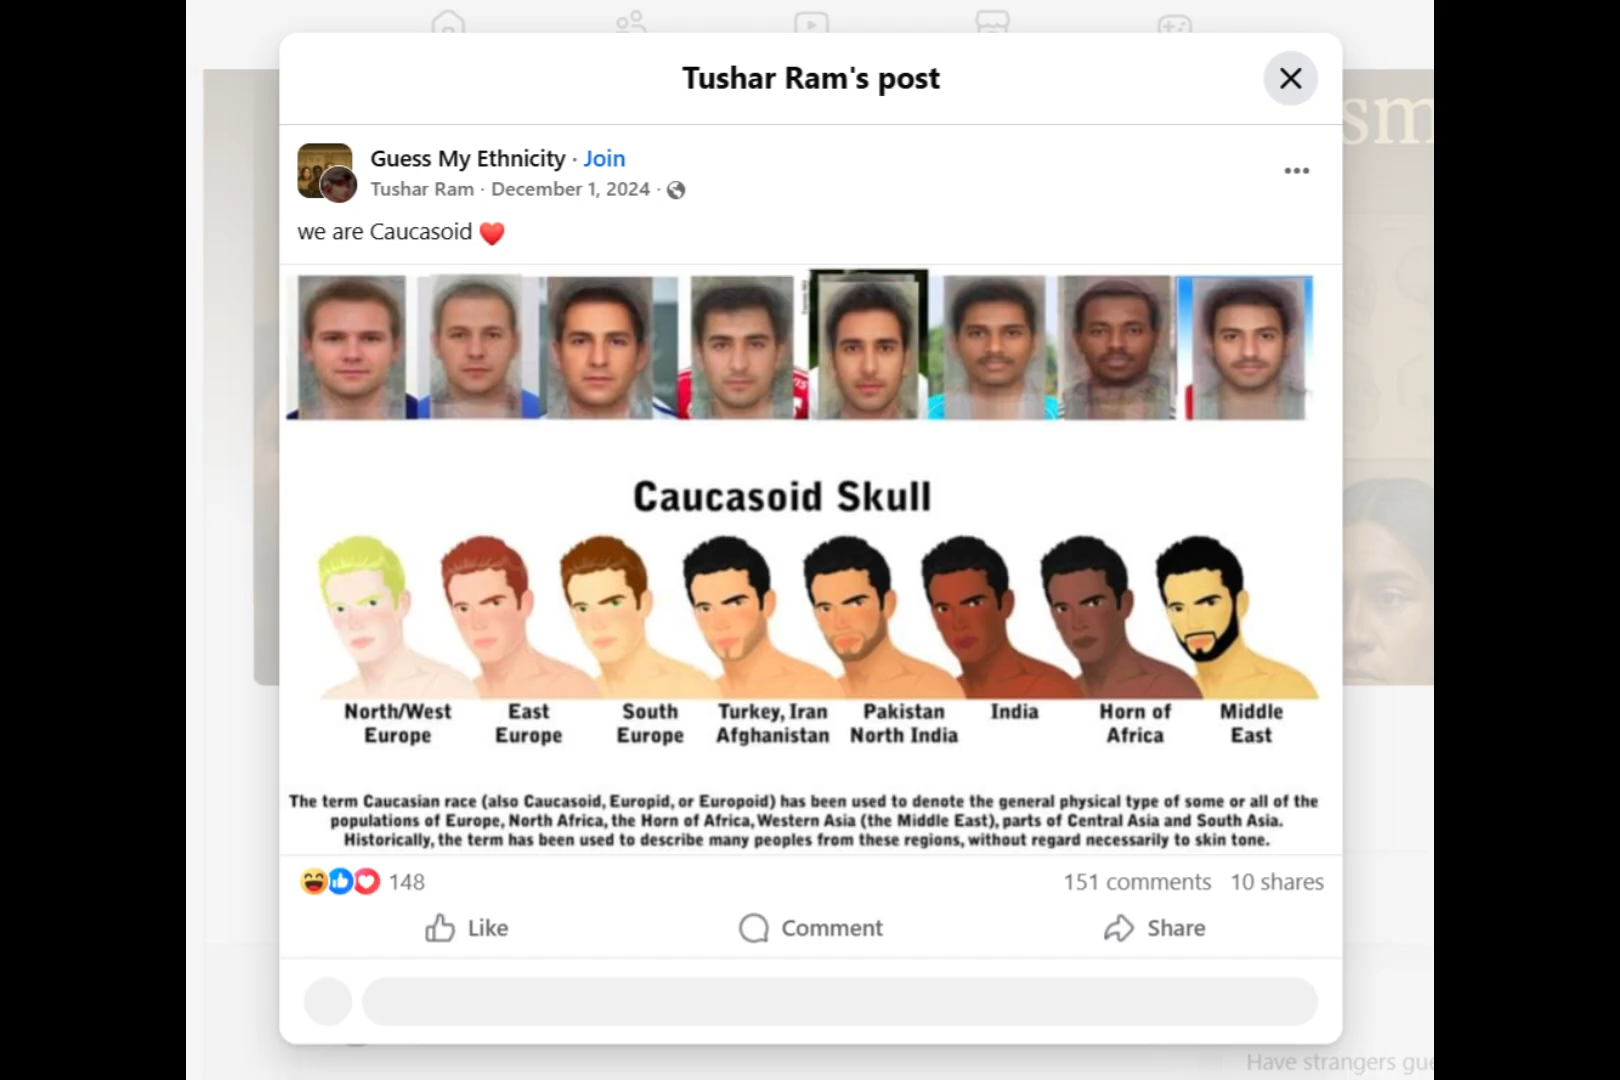 Tushar Ram's post
Guess My Ethnicity · Join
Tushar Ram · December 1, 2024 ·
we are Caucasoid ❤️
Caucasoid Skull
North/West Europe
East Europe
South Europe
Turkey, Iran Afghanistan
Pakistan North India
India
Horn of Africa
Middle East
The term Caucasian race (also Caucasoid, Europid, or Europoid) has been used to denote the general physical type of some or all of the
populations of Europe, North Africa, the Horn of Africa, Western Asia (the Middle East), parts of Central Asia and South Asia.
Historically, the term has been used to describe many peoples from these regions, without regard necessarily to skin tone.
148
151 comments 10 shares
Like Comment Share
Have strangers